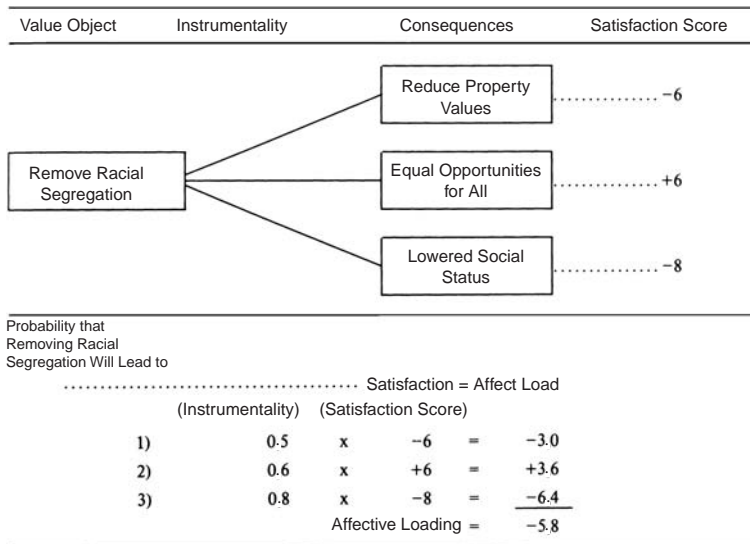 Value Object Instrumentality Consequences Satisfaction Score
Reduce Property
Values
.............. −6
Remove Racial
Segregation
Equal Opportunities
for All
.............. +6
Lowered Social
Status
.............. −8
Probability that
Removing Racial
Segregation Will Lead to
........................................ Satisfaction = Affect Load
(Instrumentality) (Satisfaction Score)
1) 0.5 x −6 = −3.0
2) 0.6 x +6 = +3.6
3) 0.8 x −8 = −6.4
Affective Loading = −5.8